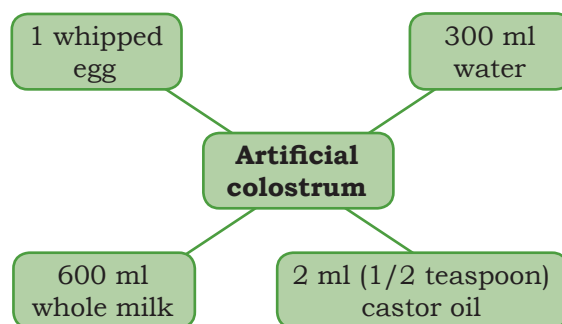 1 whipped
egg
300 ml
water
Artificial
colostrum
600 ml
whole milk
2 ml (1/2 teaspoon)
castor oil